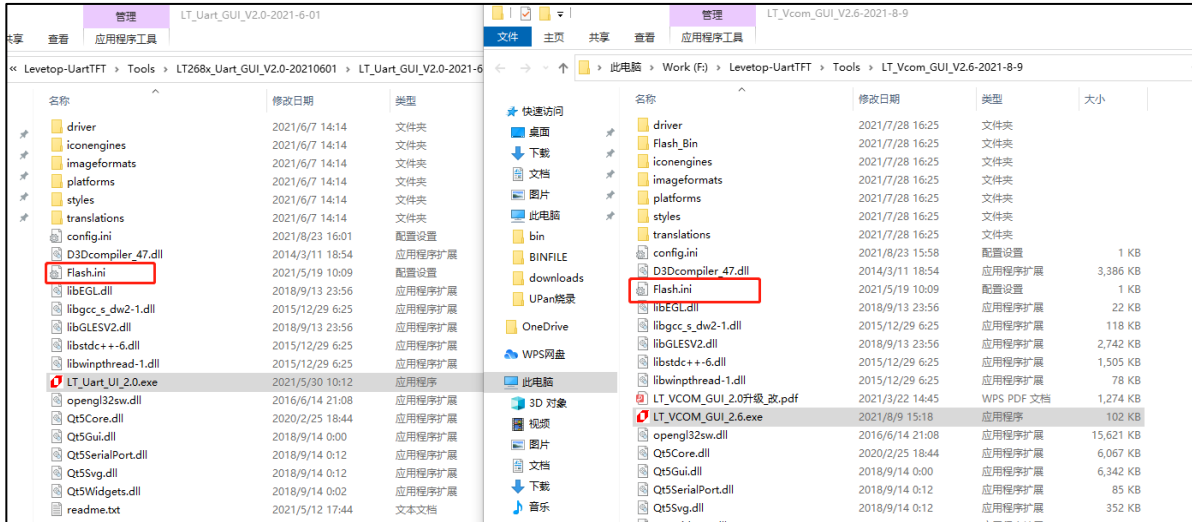 管理
LT_Uart_GUI_V2.0-2021-6-01
共享 查看 应用程序工具
« Levetop-UartTFT > Tools > LT268x_Uart_GUI_V2.0-20210601 > LT_Uart_GUI_V2.0-2021-6
名称 修改日期 类型
driver 2021/6/7 14:14 文件夹
iconengines 2021/6/7 14:14 文件夹
imageformats 2021/6/7 14:14 文件夹
platforms 2021/6/7 14:14 文件夹
styles 2021/6/7 14:14 文件夹
translations 2021/6/7 14:14 文件夹
config.ini 2021/8/23 16:01 配置设置
D3Dcompiler_47.dll 2014/3/11 18:54 应用程序扩展
Flash.ini 2021/5/19 10:09 配置设置
libEGL.dll 2018/9/13 23:56 应用程序扩展
libgcc_s_dw2-1.dll 2015/12/29 6:25 应用程序扩展
libGLESV2.dll 2018/9/13 23:56 应用程序扩展
libstdc++-6.dll 2015/12/29 6:25 应用程序扩展
libwinpthread-1.dll 2015/12/29 6:25 应用程序扩展
LT_Uart_UI_2.0.exe 2021/5/30 10:12 应用程序
opengl32sw.dll 2016/6/14 21:08 应用程序扩展
Qt5Core.dll 2020/2/25 18:44 应用程序扩展
Qt5Gui.dll 2018/9/14 0:00 应用程序扩展
Qt5SerialPort.dll 2018/9/14 0:12 应用程序扩展
Qt5Svg.dll 2018/9/14 0:12 应用程序扩展
Qt5Widgets.dll 2018/9/14 0:02 应用程序扩展
readme.txt 2021/5/12 17:44 文本文档
管理
LT_Vcom_GUI_V2.6-2021-8-9
文件 主页 共享 查看 应用程序工具
> 此电脑 > Work (F:) > Levetop-UartTFT > Tools > LT_Vcom_GUI_V2.6-2021-8-9
快速访问
桌面
下载
文档
图片
此电脑
bin
BINFILE
downloads
UPan烧录
OneDrive
WPS网盘
此电脑
3D 对象
视频
图片
文档
下载
音乐
名称 修改日期 类型 大小
driver 2021/7/28 16:25 文件夹
Flash_Bin 2021/7/28 16:25 文件夹
iconengines 2021/7/28 16:25 文件夹
imageformats 2021/7/28 16:25 文件夹
platforms 2021/7/28 16:25 文件夹
styles 2021/7/28 16:25 文件夹
translations 2021/7/28 16:25 文件夹
config.ini 2021/8/23 15:58 配置设置 1 KB
D3Dcompiler_47.dll 2014/3/11 18:54 应用程序扩展 3,386 KB
Flash.ini 2021/5/19 10:09 配置设置 1 KB
libEGL.dll 2018/9/13 23:56 应用程序扩展 22 KB
libgcc_s_dw2-1.dll 2015/12/29 6:25 应用程序扩展 118 KB
libGLESV2.dll 2018/9/13 23:56 应用程序扩展 2,742 KB
libstdc++-6.dll 2015/12/29 6:25 应用程序扩展 1,505 KB
libwinpthread-1.dll 2015/12/29 6:25 应用程序扩展 78 KB
LT_VCOM_GUI_2.0升级_改.pdf 2021/3/22 14:45 WPS PDF 文档 1,274 KB
LT_VCOM_GUI_2.6.exe 2021/8/9 15:18 应用程序 102 KB
opengl32sw.dll 2016/6/14 21:08 应用程序扩展 15,621 KB
Qt5Core.dll 2020/2/25 18:44 应用程序扩展 6,067 KB
Qt5Gui.dll 2018/9/14 0:00 应用程序扩展 6,342 KB
Qt5SerialPort.dll 2018/9/14 0:12 应用程序扩展 85 KB
Qt5Svg.dll 2018/9/14 0:12 应用程序扩展 352 KB